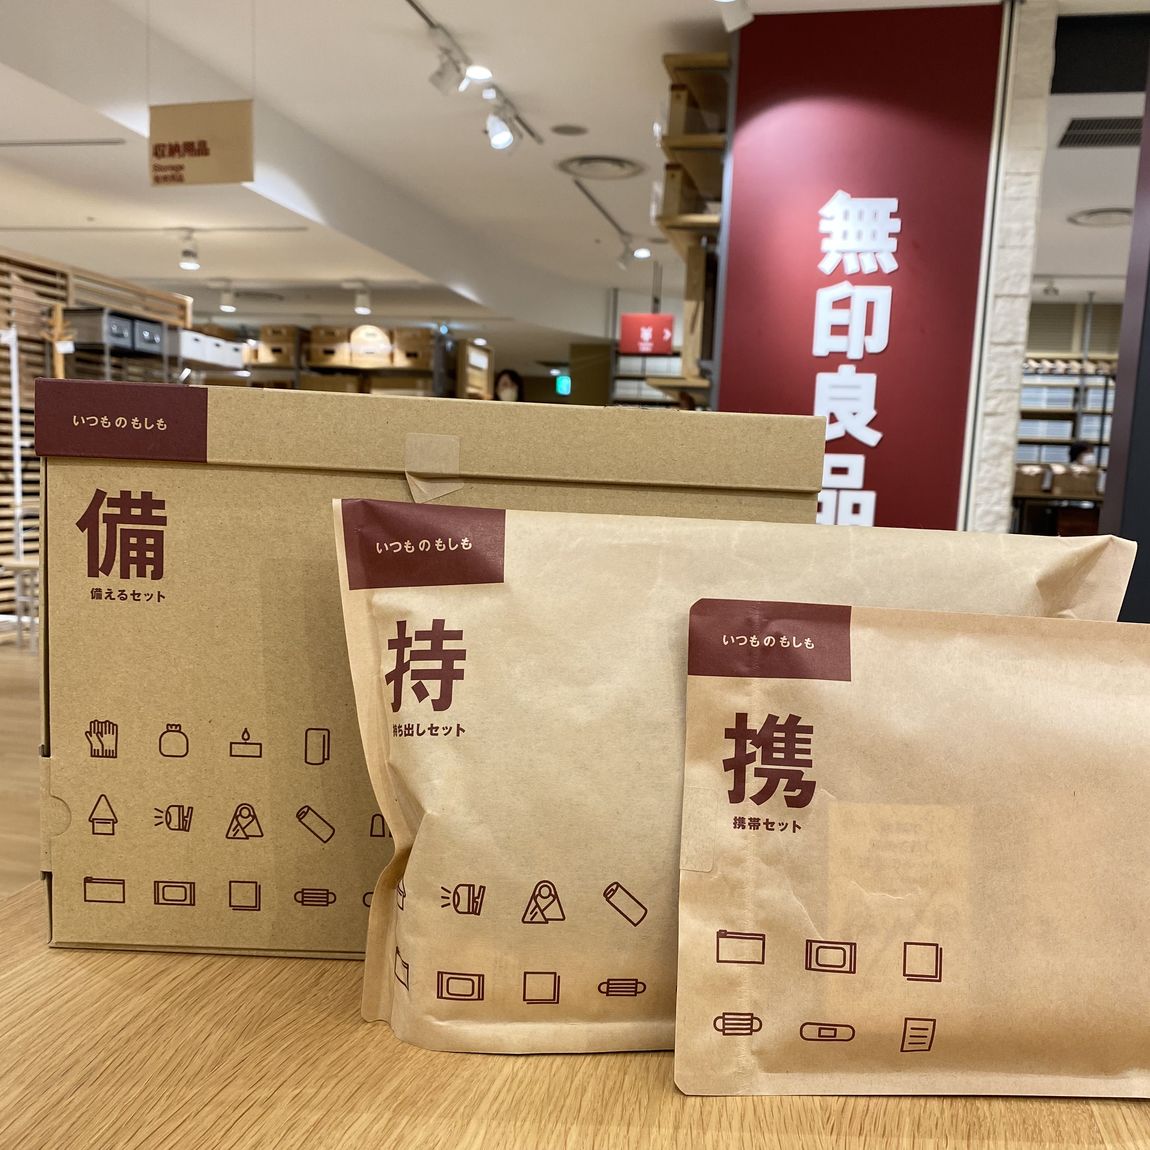 収納用品
Storage
無印良品
いつものもしも
備
備えるセット
いつものもしも
持
持ち出しセット
いつものもしも
携
携帯セット